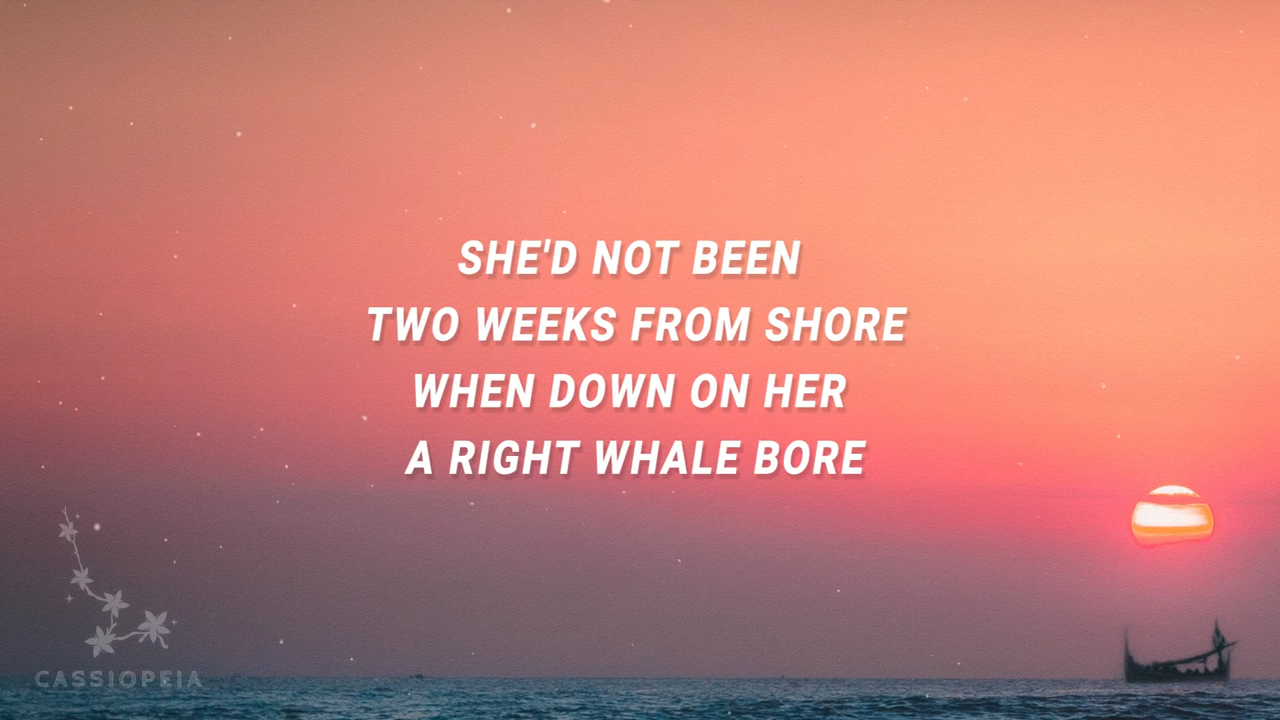 SHE'D NOT BEEN
TWO WEEKS FROM SHORE
WHEN DOWN ON HER
A RIGHT WHALE BORE
CASSIOPEIA